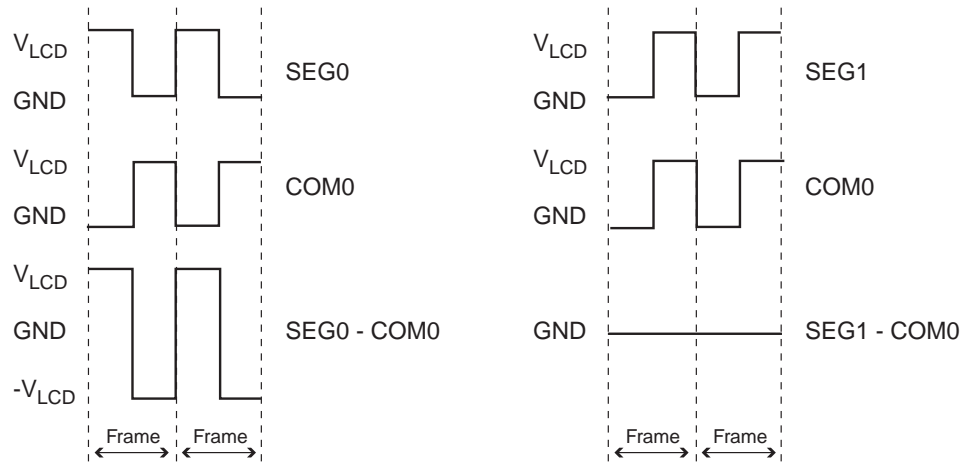 V_LCD
SEG0
GND
V_LCD
COM0
GND
V_LCD
GND
SEG0 - COM0
-V_LCD
Frame Frame
V_LCD
SEG1
GND
V_LCD
COM0
GND
GND
SEG1 - COM0
Frame Frame